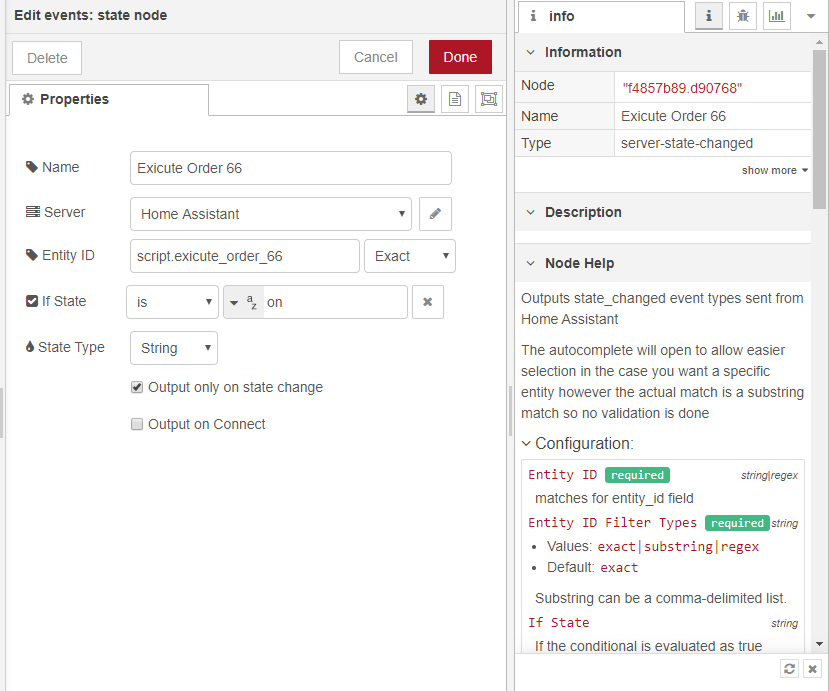 Edit events: state node
Delete
Cancel
Done
Properties
Name
Exicute Order 66
Server
Home Assistant
Entity ID
script.exicute_order_66
Exact
If State
is
a
z
on
State Type
String
Output only on state change
Output on Connect
info
Information
Node
"f4857b89.d90768"
Name
Exicute Order 66
Type
server-state-changed
show more
Description
Node Help
Outputs state_changed event types sent from
Home Assistant
The autocomplete will open to allow easier
selection in the case you want a specific
entity however the actual match is a substring
match so no validation is done
Configuration:
Entity ID required string|regex
matches for entity_id field
Entity ID Filter Types required string
• Values: exact|substring|regex
• Default: exact
Substring can be a comma-delimited list.
If State string
If the conditional is evaluated as true